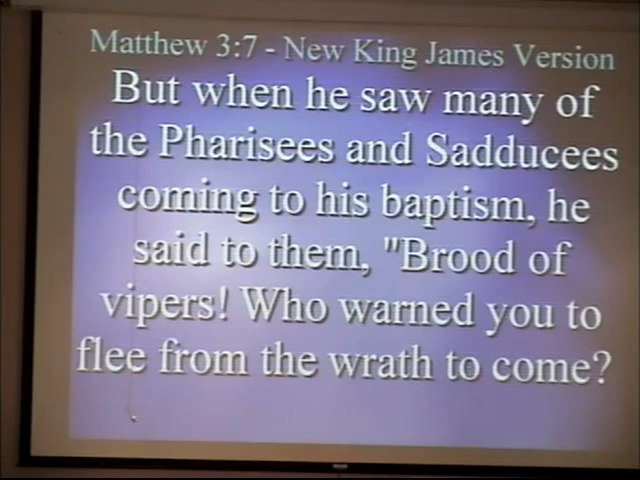 Matthew 3:7 - New King James Version
But when he saw many of
the Pharisees and Sadducees
coming to his baptism, he
said to them, "Brood of
vipers! Who warned you to
flee from the wrath to come?